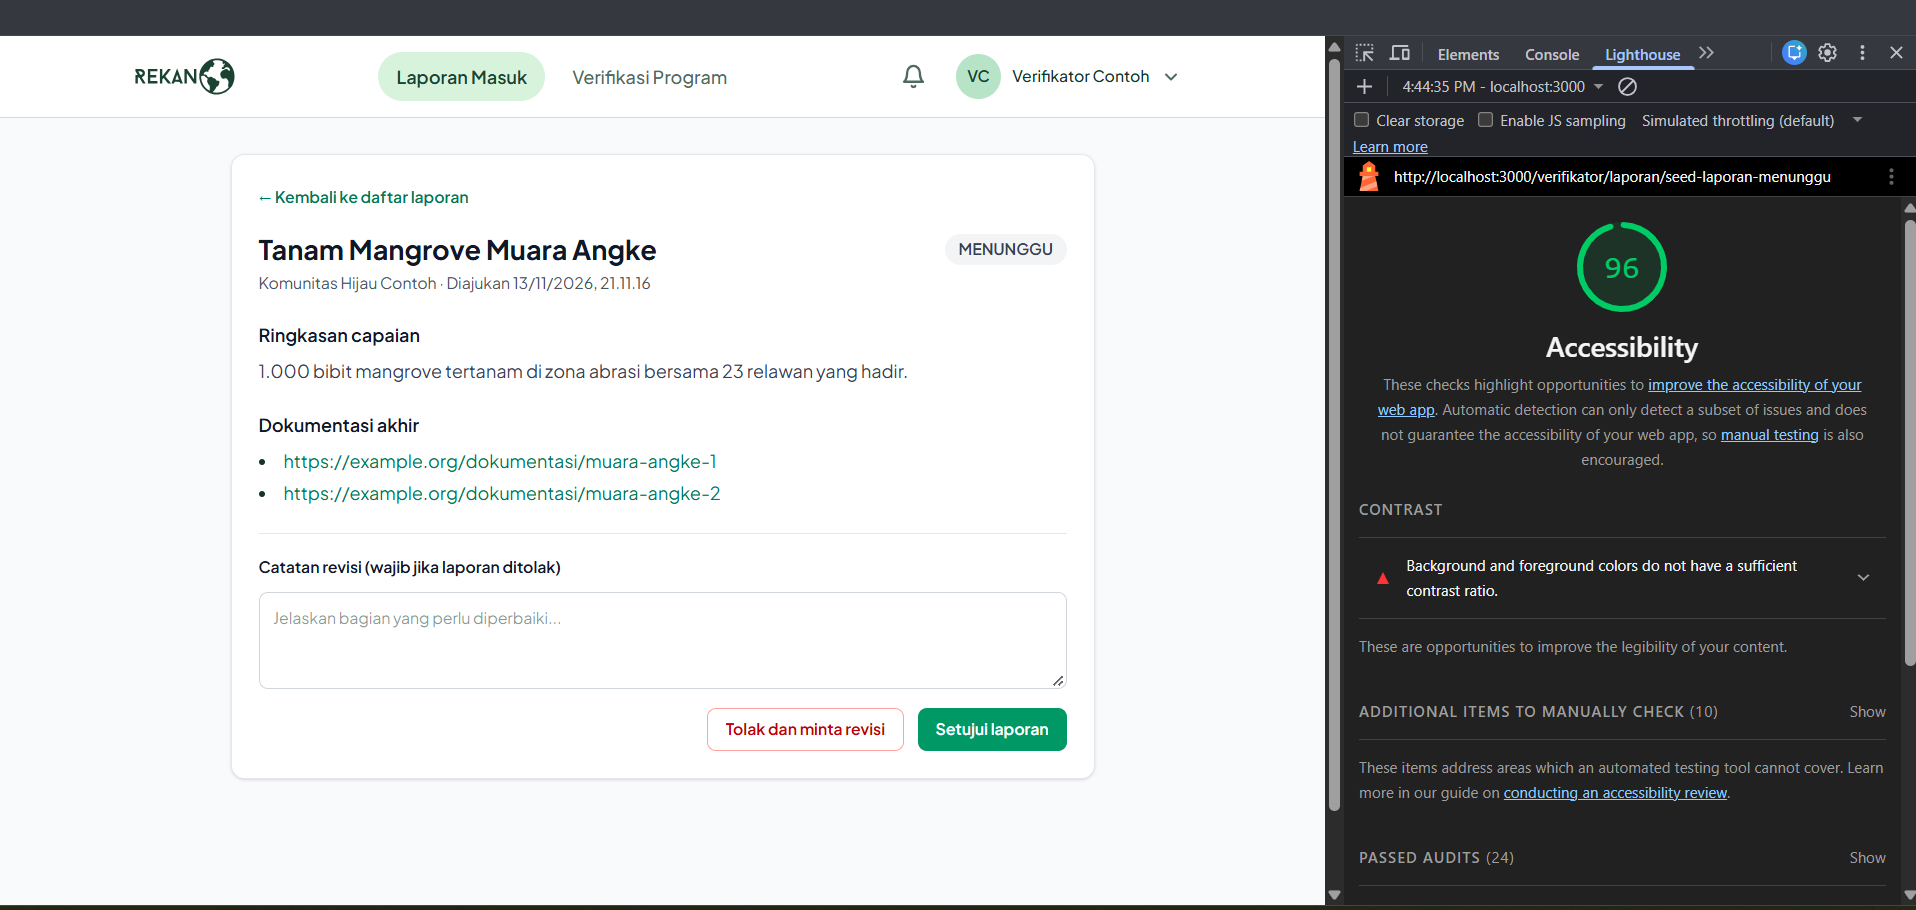 REKAN
Laporan Masuk
Verifikasi Program
VC
Verifikator Contoh
← Kembali ke daftar laporan
Tanam Mangrove Muara Angke
MENUNGGU
Komunitas Hijau Contoh · Diajukan 13/11/2026, 21.11.16
Ringkasan capaian
1.000 bibit mangrove tertanam di zona abrasi bersama 23 relawan yang hadir.
Dokumentasi akhir
• https://example.org/dokumentasi/muara-angke-1
• https://example.org/dokumentasi/muara-angke-2
Catatan revisi (wajib jika laporan ditolak)
Jelaskan bagian yang perlu diperbaiki...
Tolak dan minta revisi
Setujui laporan
Elements
Console
Lighthouse
4:44:35 PM - localhost:3000
Clear storage
Enable JS sampling
Simulated throttling (default)
Learn more
http://localhost:3000/verifikator/laporan/seed-laporan-menunggu
96
Accessibility
These checks highlight opportunities to improve the accessibility of your
web app. Automatic detection can only detect a subset of issues and does
not guarantee the accessibility of your web app, so manual testing is also
encouraged.
CONTRAST
Background and foreground colors do not have a sufficient
contrast ratio.
These are opportunities to improve the legibility of your content.
ADDITIONAL ITEMS TO MANUALLY CHECK (10)
Show
These items address areas which an automated testing tool cannot cover. Learn
more in our guide on conducting an accessibility review.
PASSED AUDITS (24)
Show